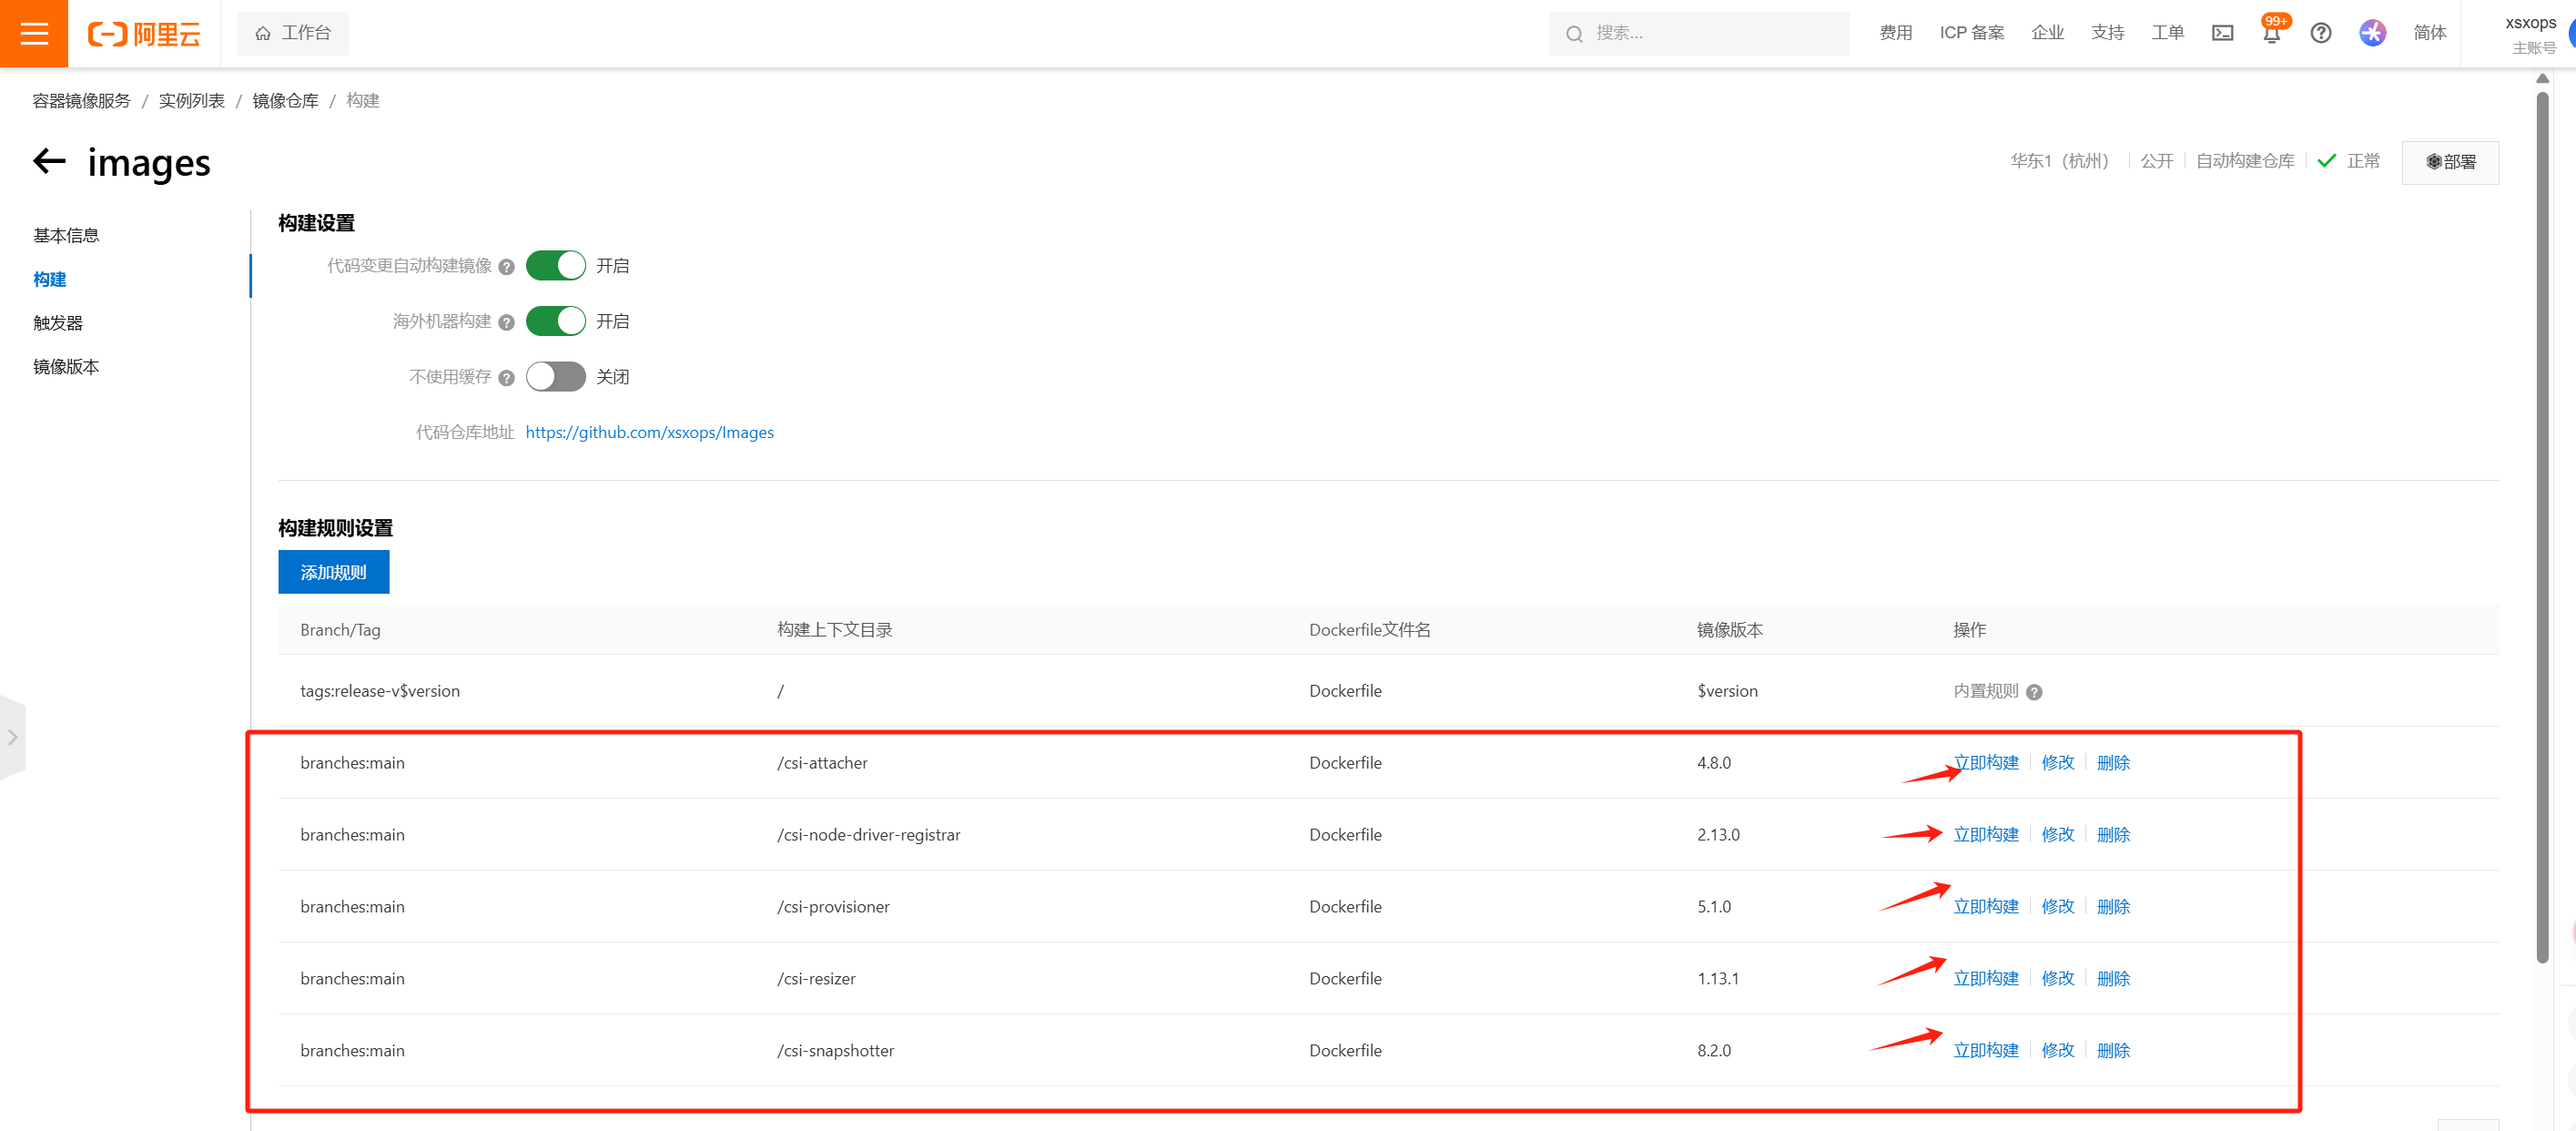 阿里云
工作台
搜索...
费用
ICP 备案
企业
支持
工单
99+
简体
xsxops
主账号
容器镜像服务 / 实例列表 / 镜像仓库 / 构建
images
华东1（杭州） 公开 自动构建仓库 正常
部署
基本信息
构建
触发器
镜像版本
构建设置
代码变更自动构建镜像 ? 开启
海外机器构建 ? 开启
不使用缓存 ? 关闭
代码仓库地址 https://github.com/xsxops/Images
构建规则设置
添加规则
Branch/Tag 构建上下文目录 Dockerfile文件名 镜像版本 操作
tags:release-v$version / Dockerfile $version 内置规则 ?
branches:main /csi-attacher Dockerfile 4.8.0 立即构建 修改 删除
branches:main /csi-node-driver-registrar Dockerfile 2.13.0 立即构建 修改 删除
branches:main /csi-provisioner Dockerfile 5.1.0 立即构建 修改 删除
branches:main /csi-resizer Dockerfile 1.13.1 立即构建 修改 删除
branches:main /csi-snapshotter Dockerfile 8.2.0 立即构建 修改 删除